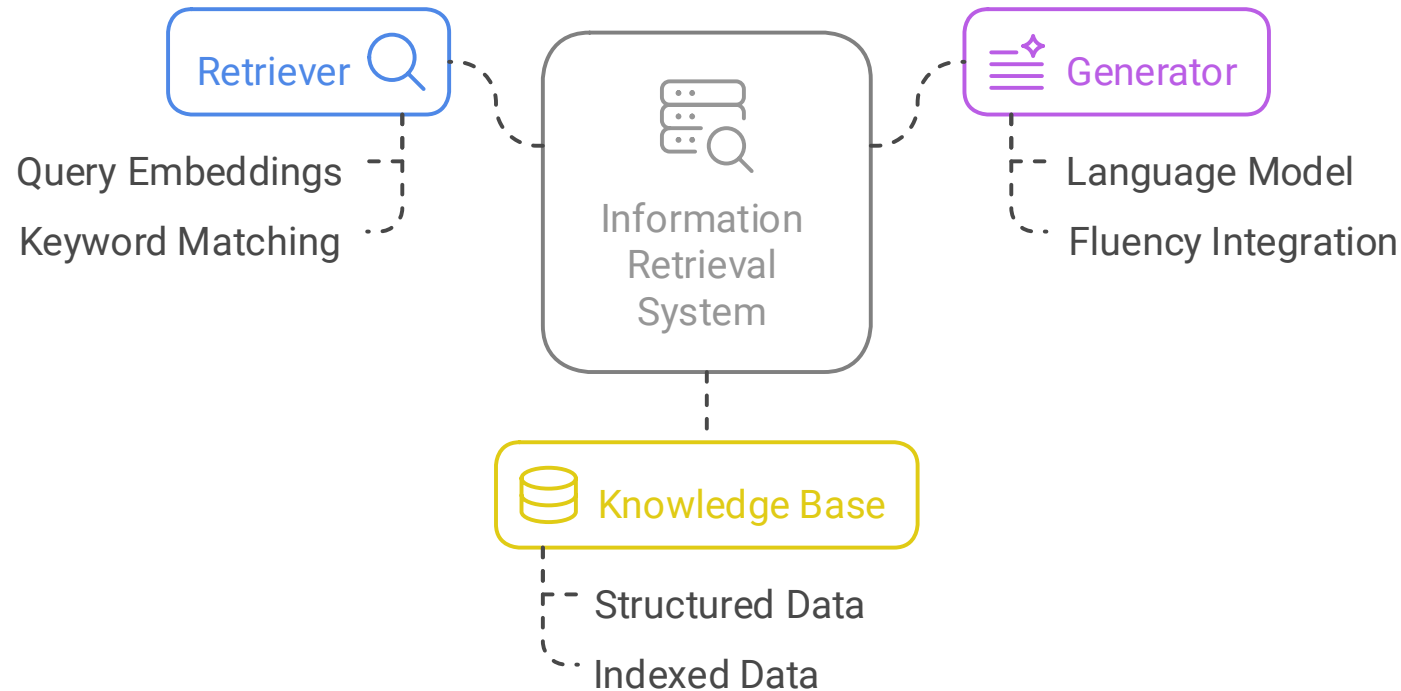 Retriever
Query Embeddings
Keyword Matching
Information
Retrieval
System
Generator
Language Model
Fluency Integration
Knowledge Base
Structured Data
Indexed Data